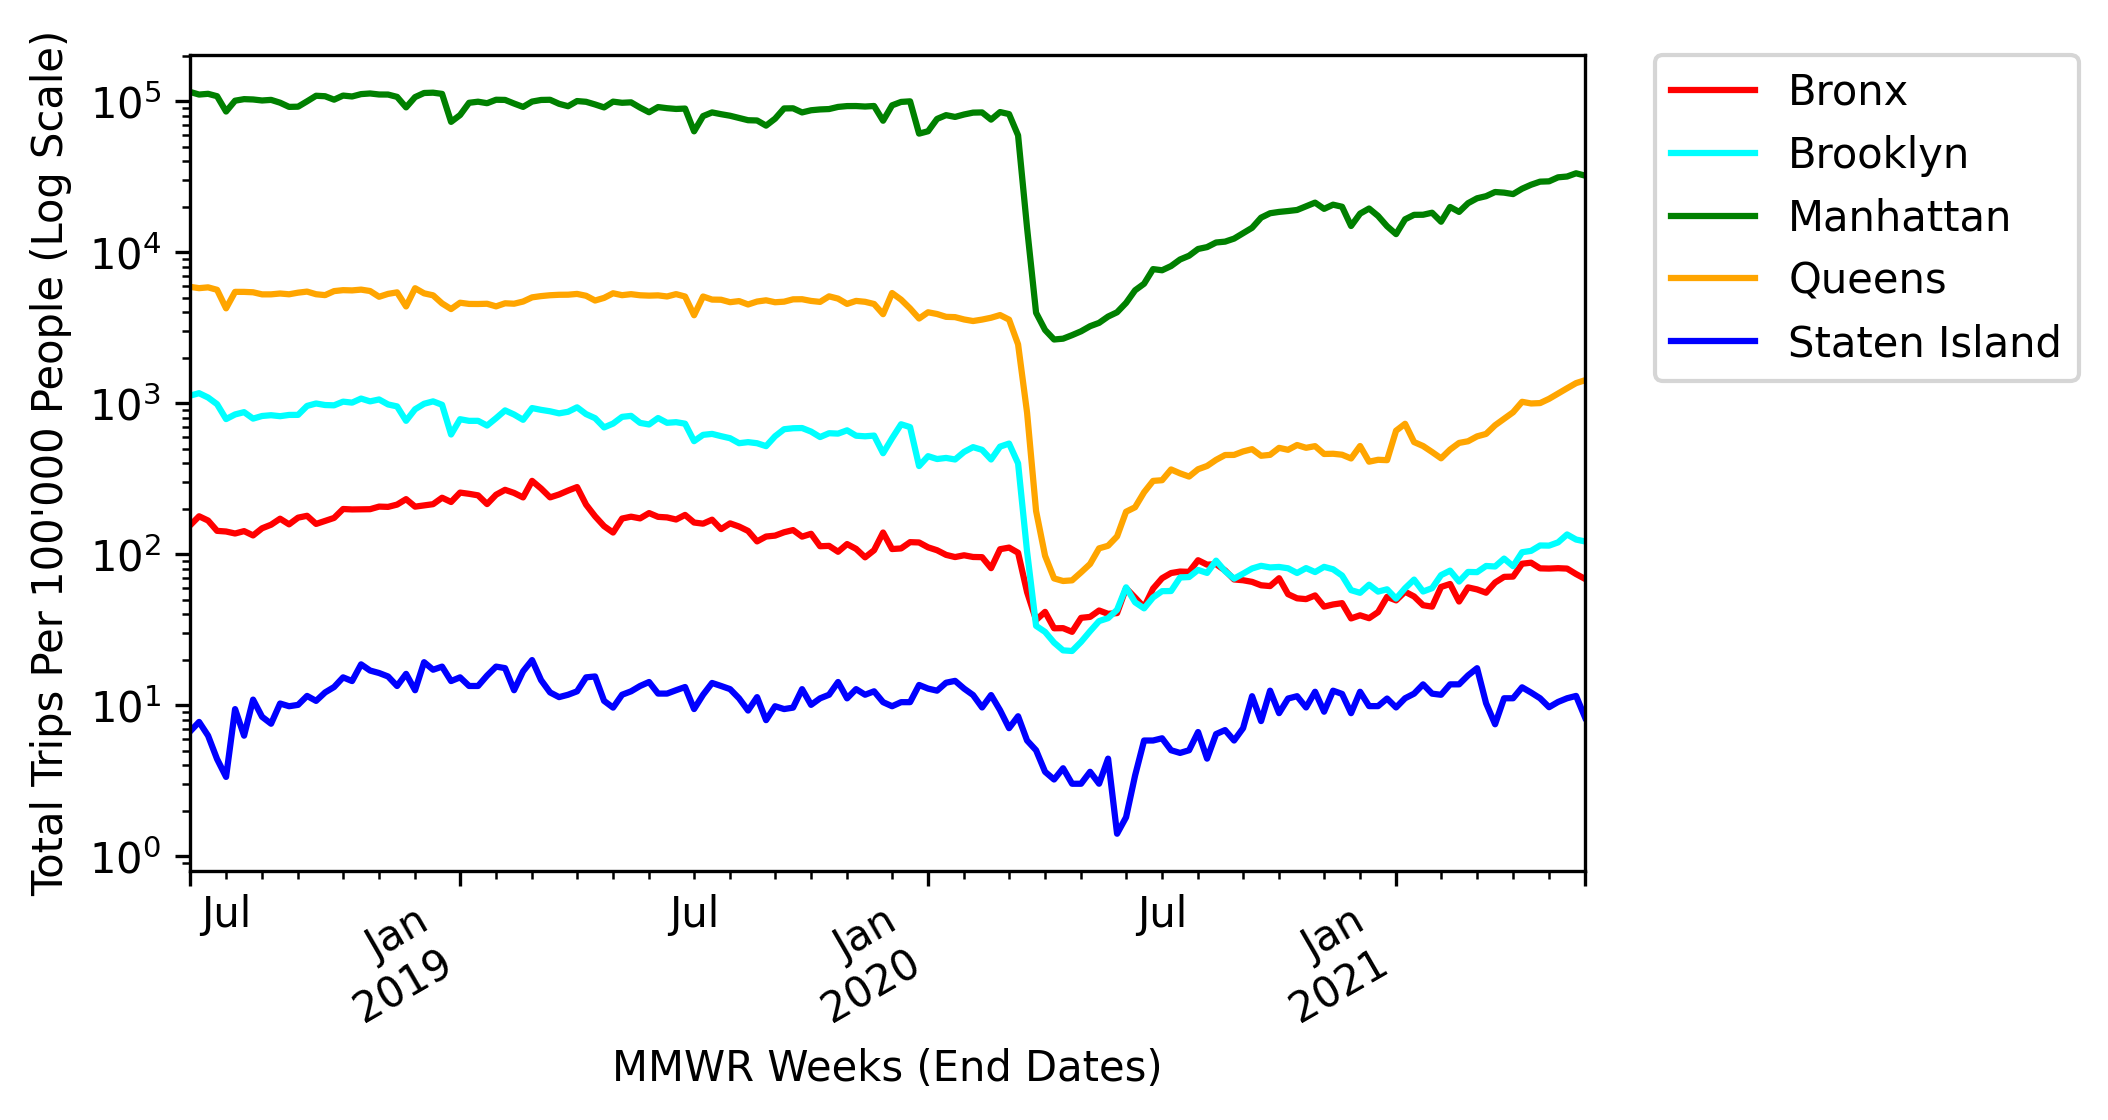 Total Trips Per 100'000 People (Log Scale)
10^5
10^4
10^3
10^2
10^1
10^0
Jul
Jan
2019
Jul
Jan
2020
Jul
Jan
2021
MMWR Weeks (End Dates)
Bronx
Brooklyn
Manhattan
Queens
Staten Island